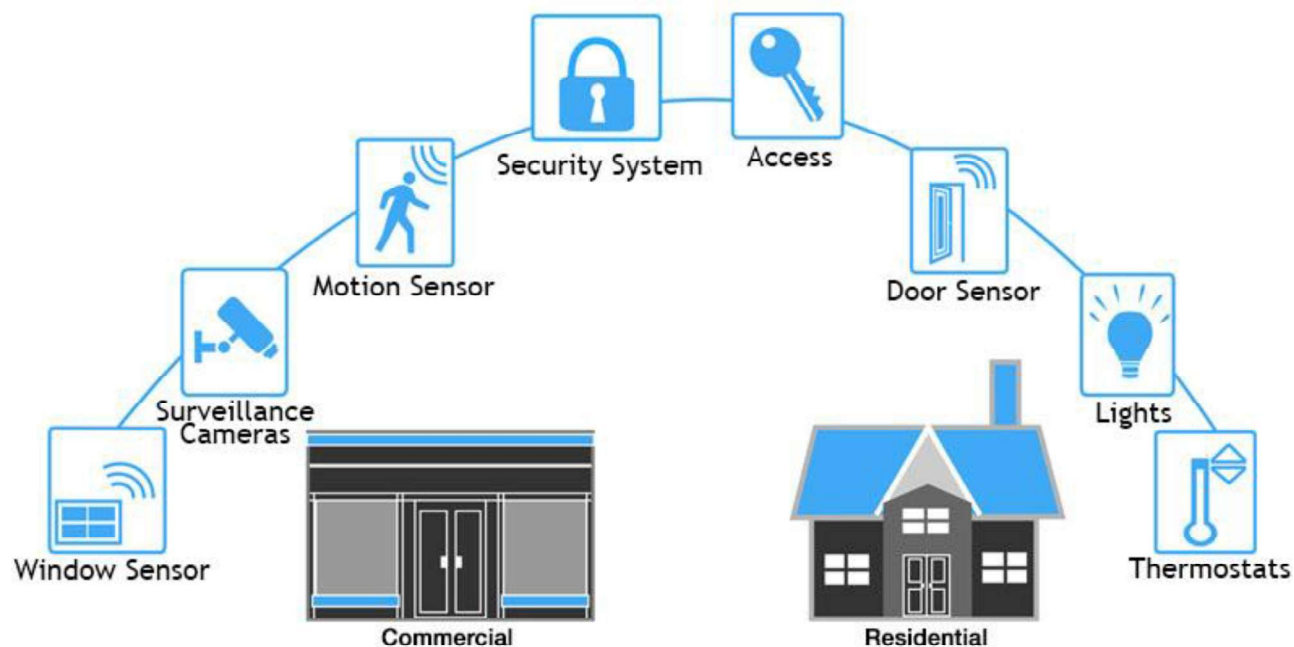 Security System
Access
Motion Sensor
Door Sensor
Surveillance
Cameras
Lights
Window Sensor
Thermostats
Commercial
Residential